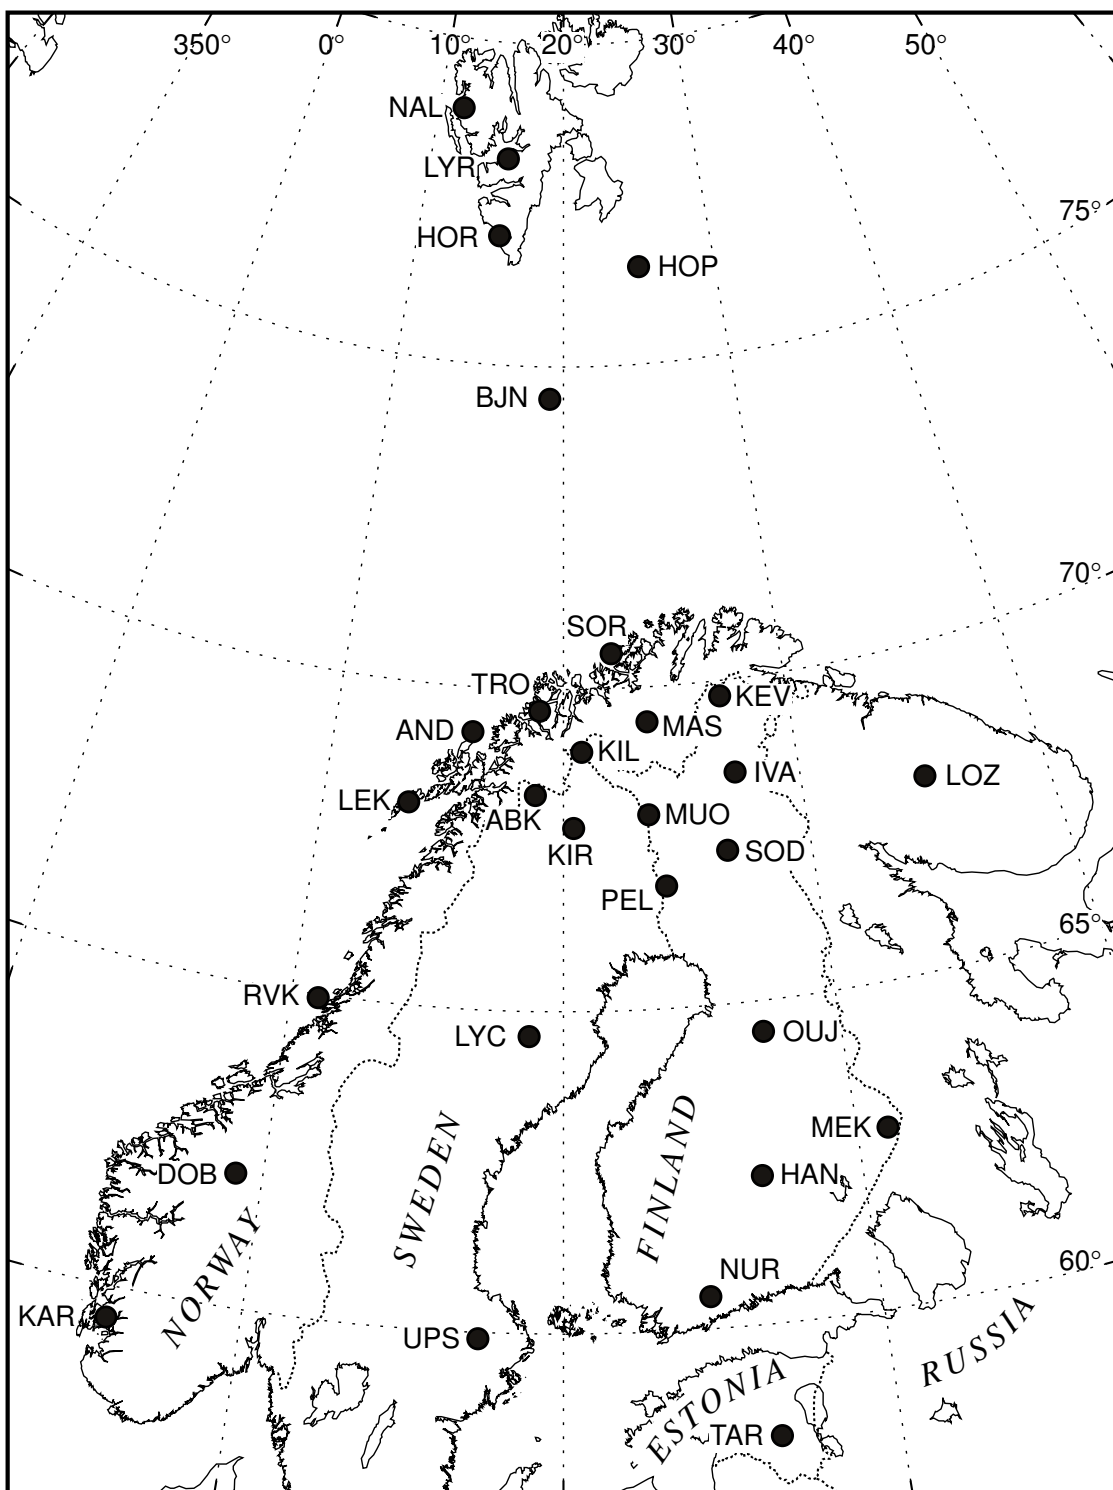 350° 0° 10° 20° 30° 40° 50°
NAL
LYR
75°
HOR
HOP
BJN
70°
SOR
TRO
KEV
AND
MAS
KIL
IVA
LOZ
LEK
ABK
MUO
KIR
SOD
PEL
65°
RVK
LYC
OUJ
MEK
SWEDEN
FINLAND
DOB
HAN
NORWAY
60°
NUR
KAR
UPS
RUSSIA
ESTONIA
TAR